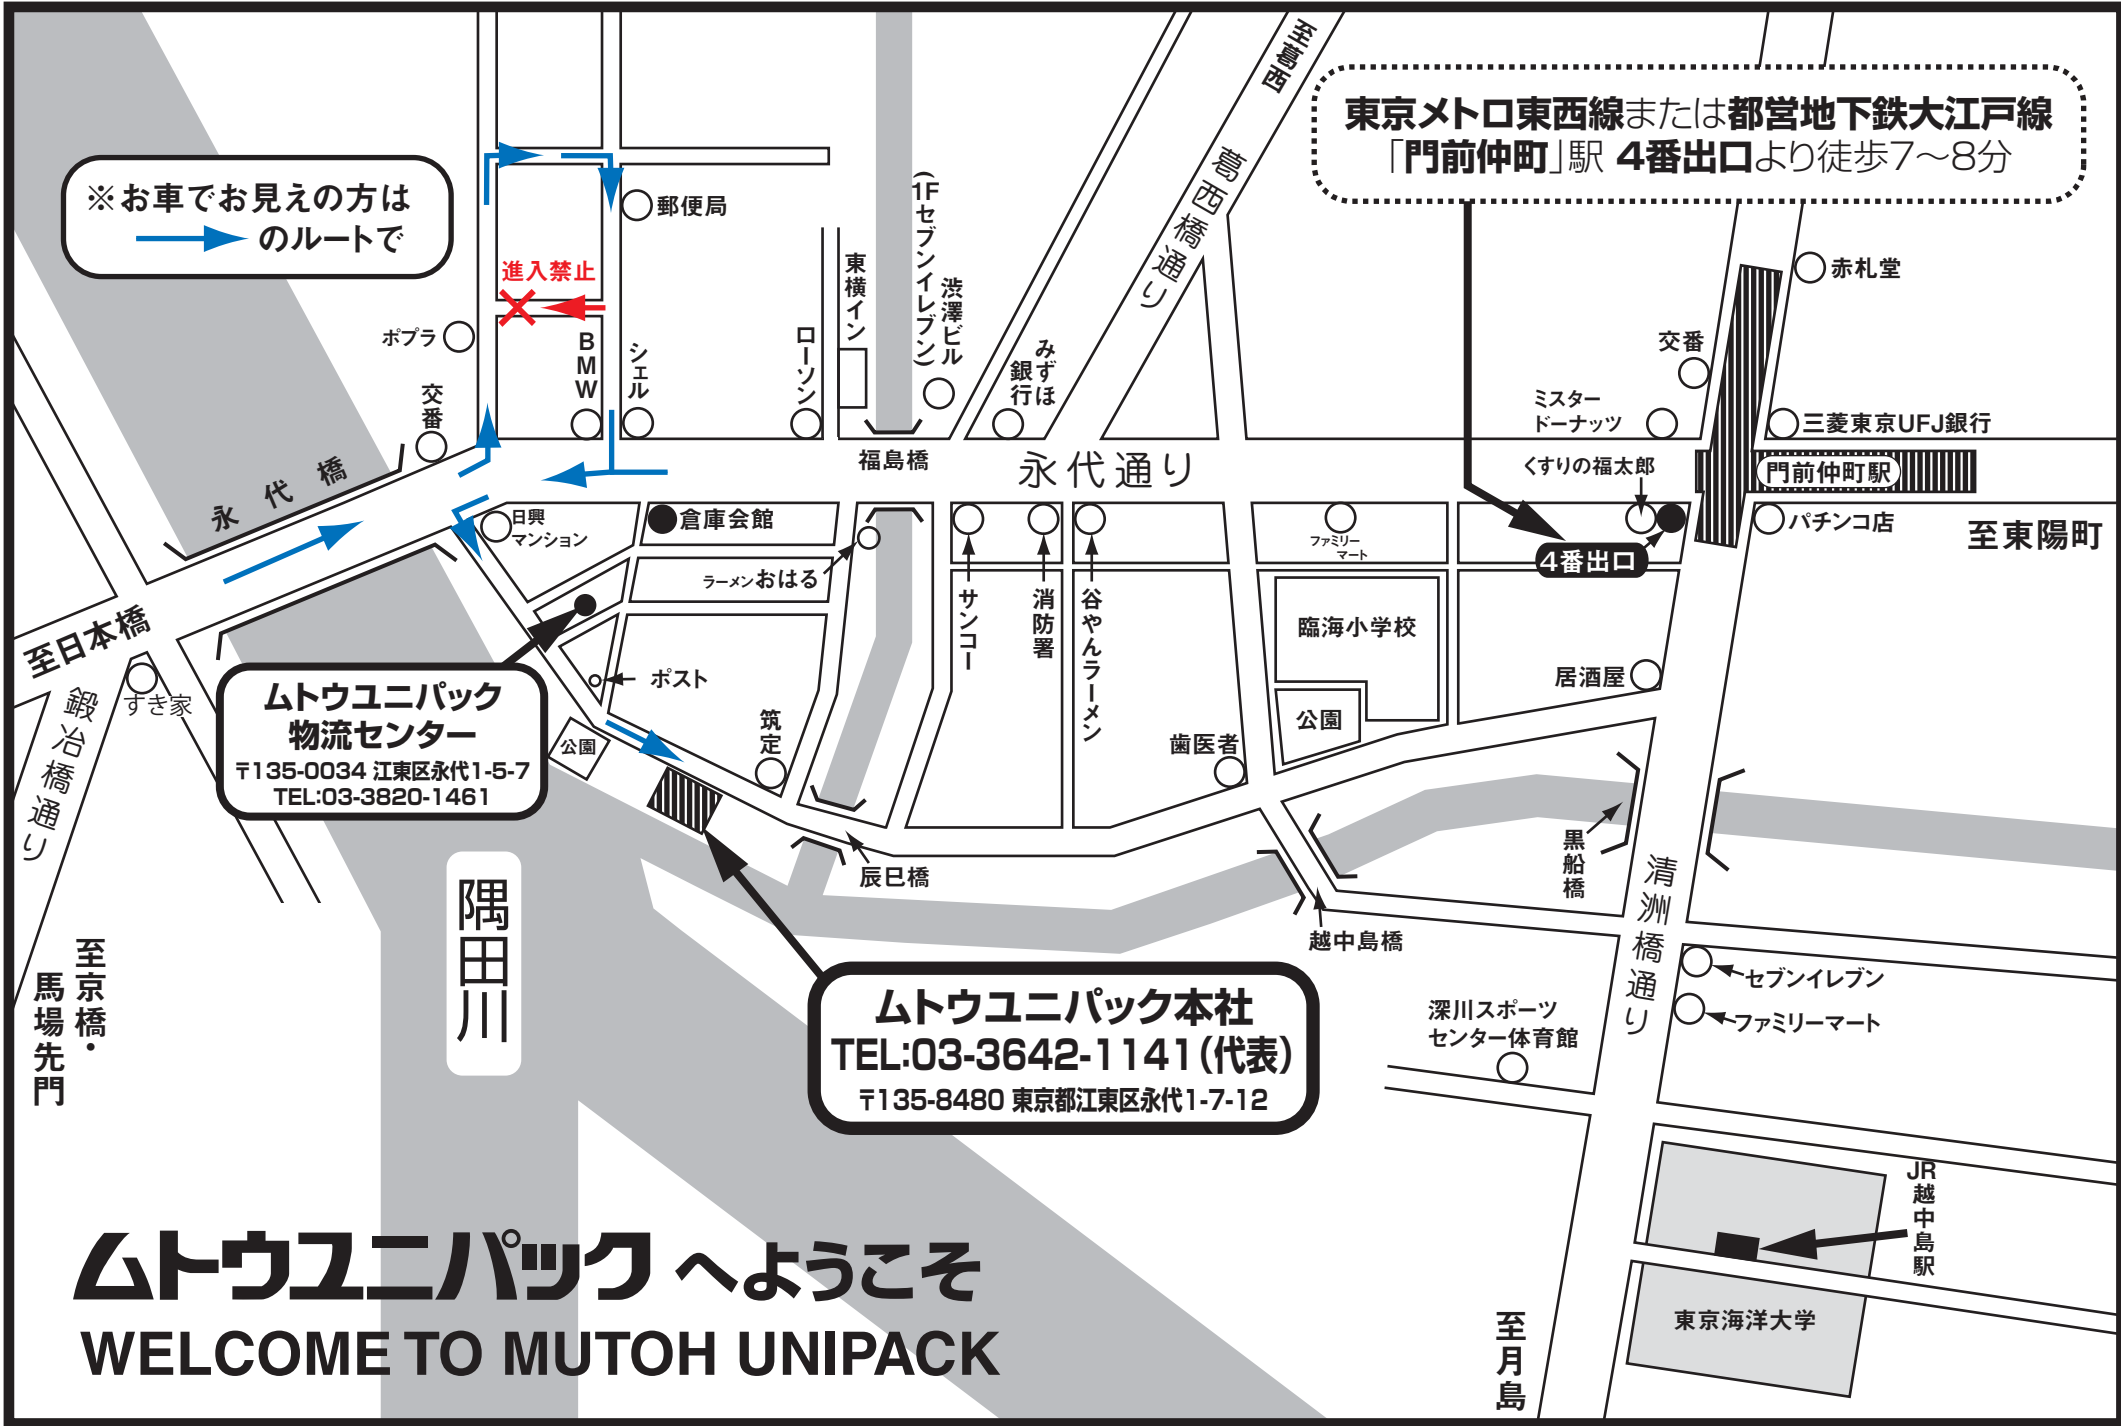 ※お車でお見えの方は
のルートで
東京メトロ東西線または都営地下鉄大江戸線
「門前仲町」駅 4番出口より徒歩7〜8分
至葛西
葛西橋通り
郵便局
進入禁止
ポプラ
交番
BMW
シェル
ローソン
東横イン
渋澤ビル
(1Fセブンイレブン)
みずほ
銀行
赤札堂
交番
ミスター
ドーナッツ
三菱東京UFJ銀行
くすりの福太郎
門前仲町駅
パチンコ店
至東陽町
4番出口
永代橋
福島橋
永代通り
日興
マンション
倉庫会館
ラーメンおはる
サンコー
消防署
谷やんラーメン
ファミリー
マート
臨海小学校
公園
居酒屋
歯医者
至日本橋
すき家
鍛冶橋通り
至京橋・
馬場先門
ムトウユニパック
物流センター
〒135-0034 江東区永代1-5-7
TEL:03-3820-1461
ポスト
筑定
公園
辰巳橋
隅田川
黒船橋
越中島橋
清洲橋通り
ムトウユニパック本社
TEL:03-3642-1141(代表)
〒135-8480 東京都江東区永代1-7-12
セブンイレブン
ファミリーマート
深川スポーツ
センター体育館
JR越中島駅
東京海洋大学
至月島
ムトウユニパックへようこそ
WELCOME TO MUTOH UNIPACK